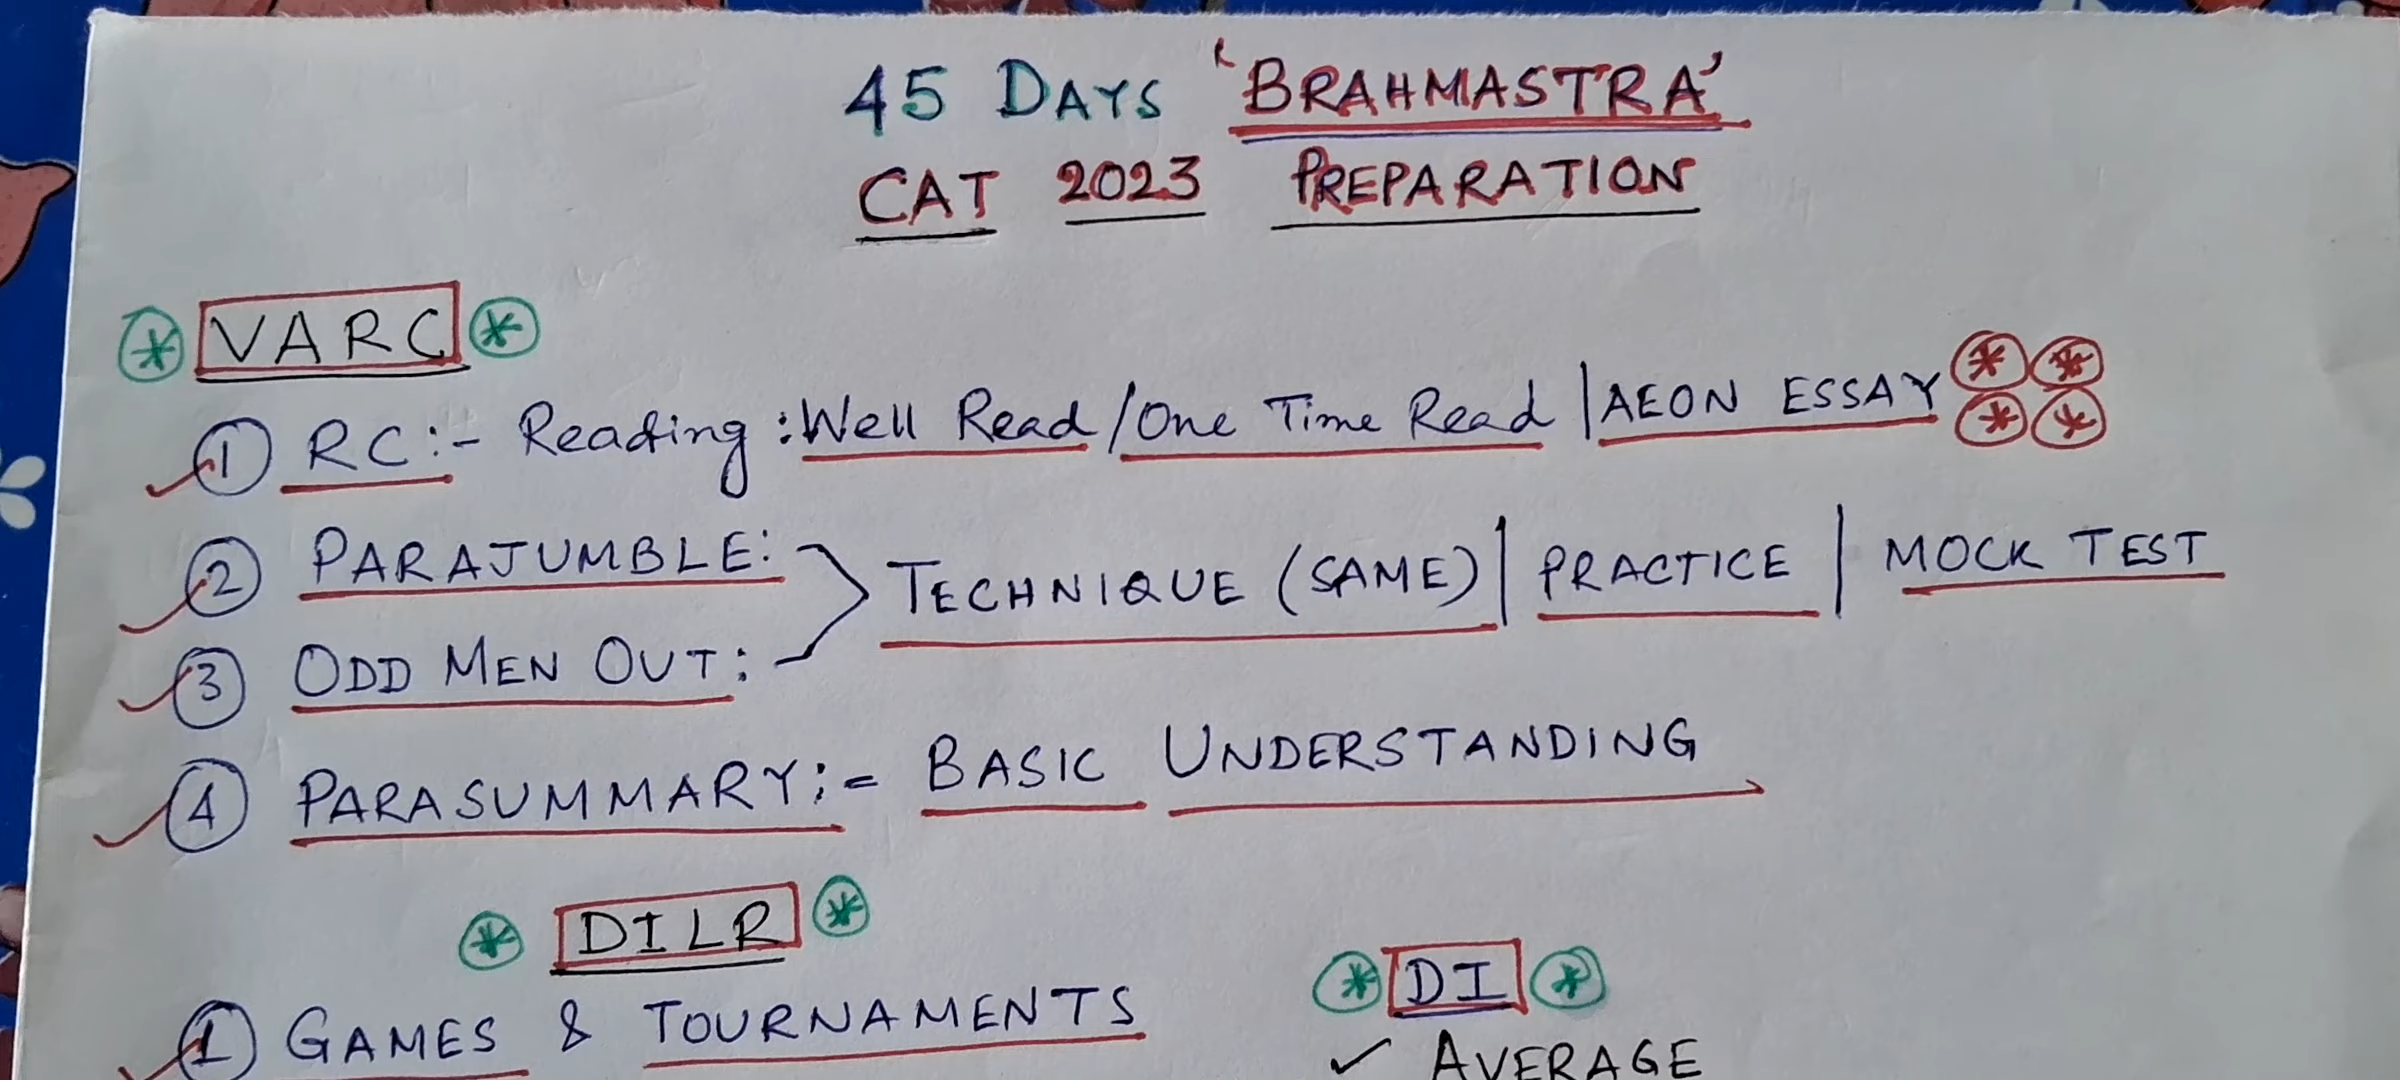 45 DAYS 'BRAHMASTRA'
CAT 2023 PREPARATION
* VARC *
1 RC:- Reading :Well Read / One Time Read | AEON ESSAY * * * *
2 PARAJUMBLE:
TECHNIQUE (SAME) | PRACTICE | MOCK TEST
3 ODD MEN OUT:
4 PARASUMMARY:= BASIC UNDERSTANDING
* DILR *
1 GAMES & TOURNAMENTS
* DI *
✓ AVERAGE